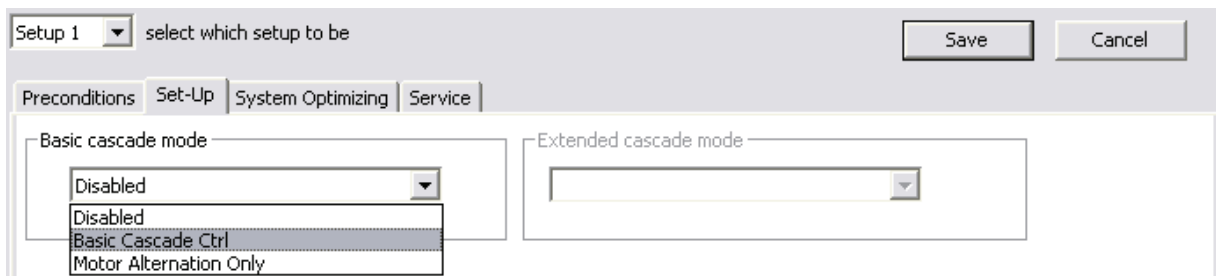 Setup 1 select which setup to be
Save Cancel
Preconditions Set-Up System Optimizing Service
Basic cascade mode Extended cascade mode
Disabled
Disabled
Basic Cascade Ctrl
Motor Alternation Only